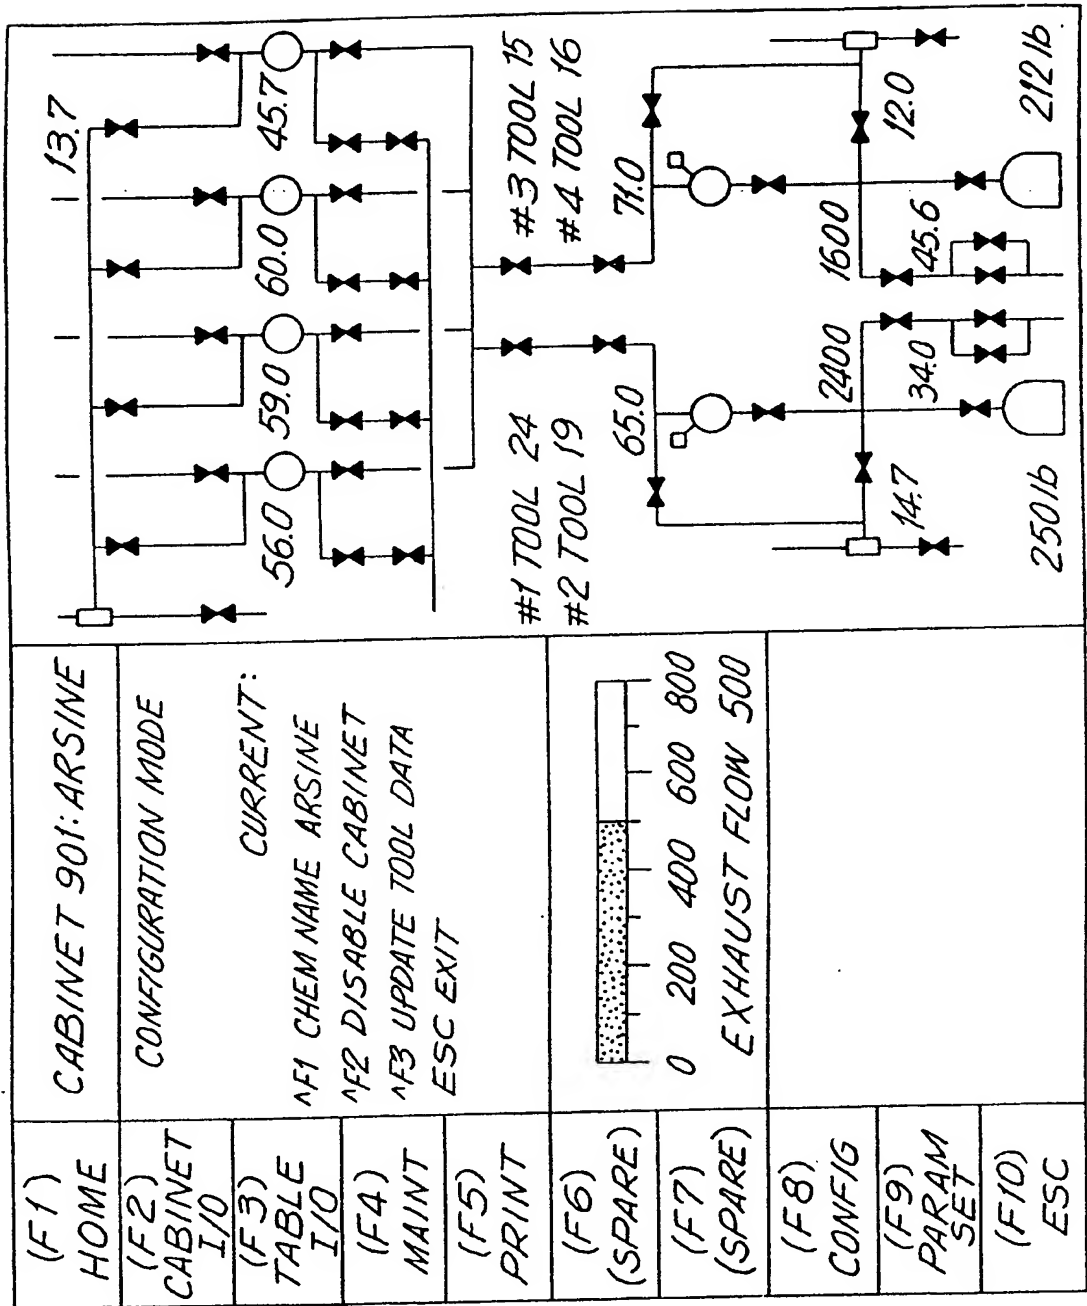 (F1)
HOME
(F2)
CABINET
I/O
(F3)
TABLE
I/O
(F4)
MAINT
(F5)
PRINT
(F6)
(SPARE)
(F7)
(SPARE)
(F8)
CONFIG
(F9)
PARAM
SET
(F10)
ESC
CABINET 901: ARSINE
CONFIGURATION MODE
CURRENT:
^F1 CHEM NAME ARSINE
^F2 DISABLE CABINET
^F3 UPDATE TOOL DATA
ESC EXIT
0 200 400 600 800
EXHAUST FLOW 500
13.7
56.0 59.0 60.0 45.7
#1 TOOL 24 #3 TOOL 15
#2 TOOL 19 #4 TOOL 16
65.0 71.0
2400 1600
14.7 34.0 45.6 12.0
250 lb 212 lb